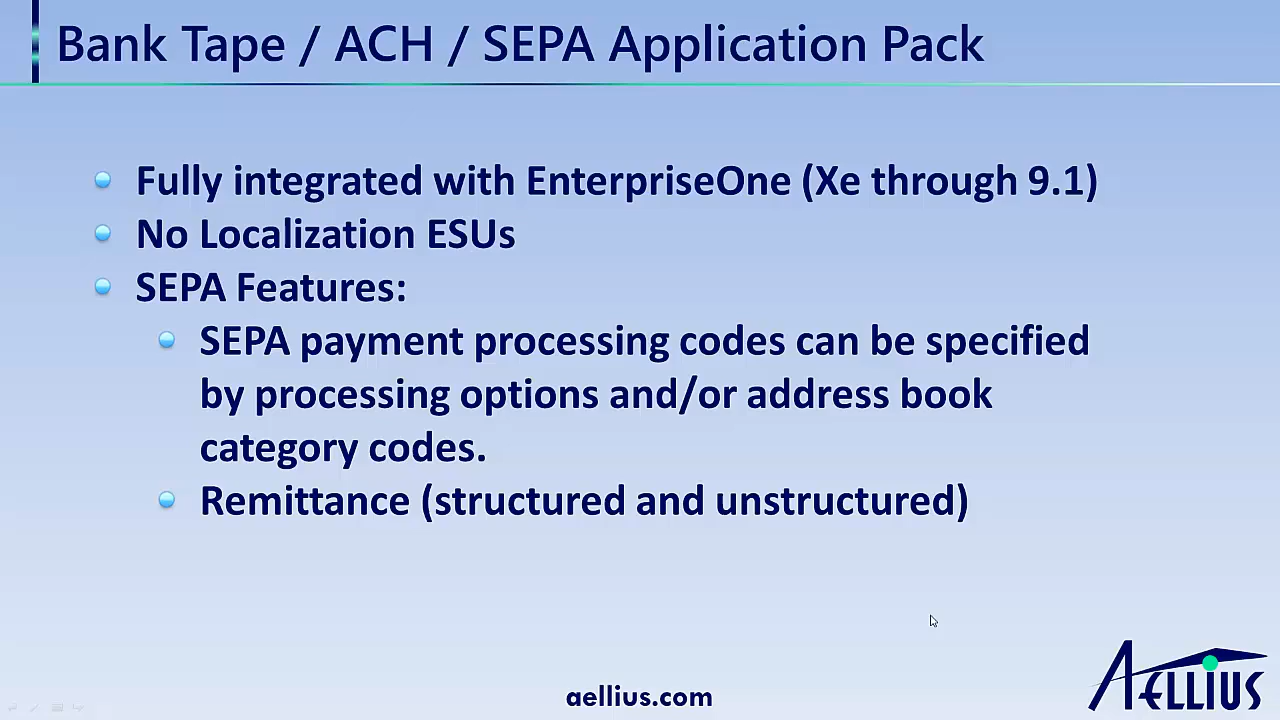 Bank Tape / ACH / SEPA Application Pack
Fully integrated with EnterpriseOne (Xe through 9.1)
No Localization ESUs
SEPA Features:
SEPA payment processing codes can be specified
by processing options and/or address book
category codes.
Remittance (structured and unstructured)
aellius.com
AELLIUS